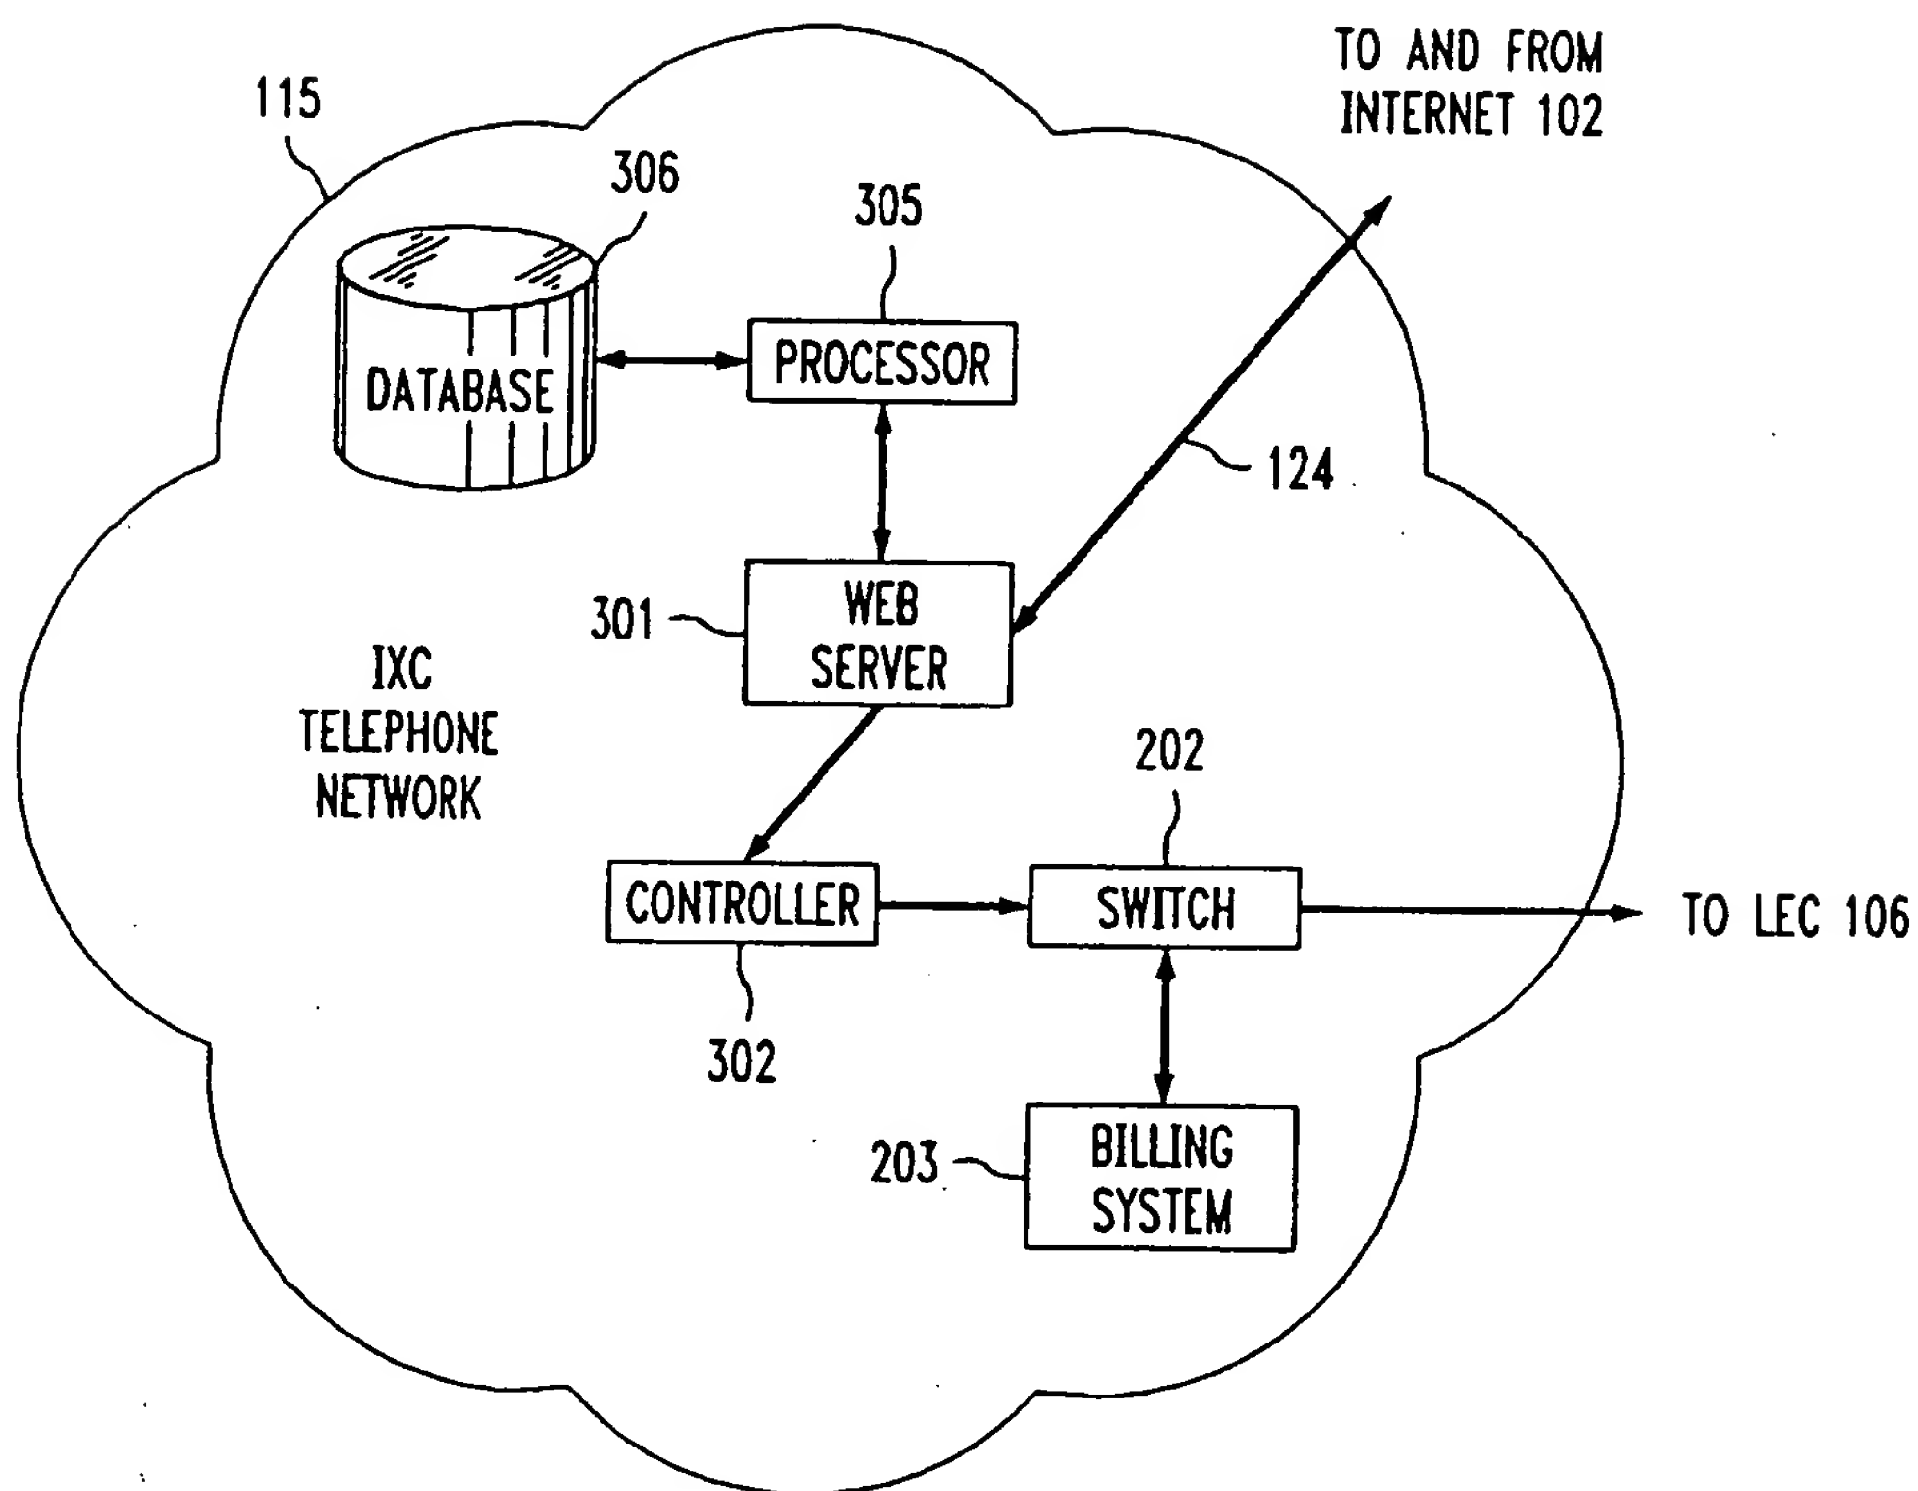 TO AND FROM
INTERNET 102
115
306
305
PROCESSOR
DATABASE
124
WEB
SERVER
301
IXC
TELEPHONE
NETWORK
202
CONTROLLER
SWITCH
TO LEC 106
302
203
BILLING
SYSTEM